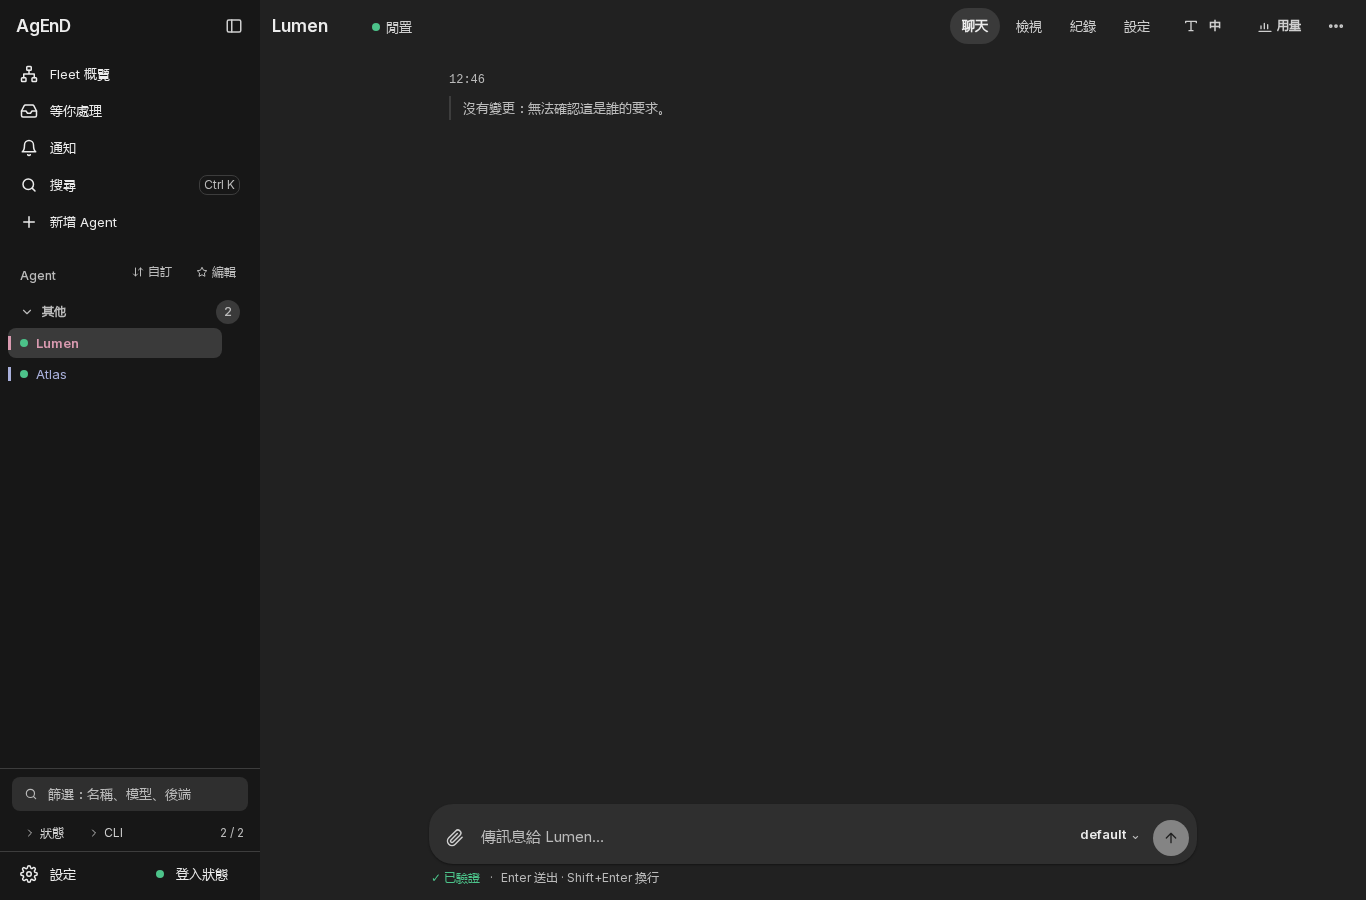 AgEnD
Fleet 概覽
等你處理
通知
搜尋 Ctrl K
新增 Agent
Agent 自訂 編輯
其他 2
Lumen
Atlas
篩選：名稱、模型、後端
狀態 CLI 2 / 2
設定 登入狀態
Lumen 閒置 聊天 檢視 紀錄 設定 中 用量
12:46
沒有變更：無法確認這是誰的要求。
傳訊息給 Lumen... default
✓ 已驗證 · Enter 送出 · Shift+Enter 換行